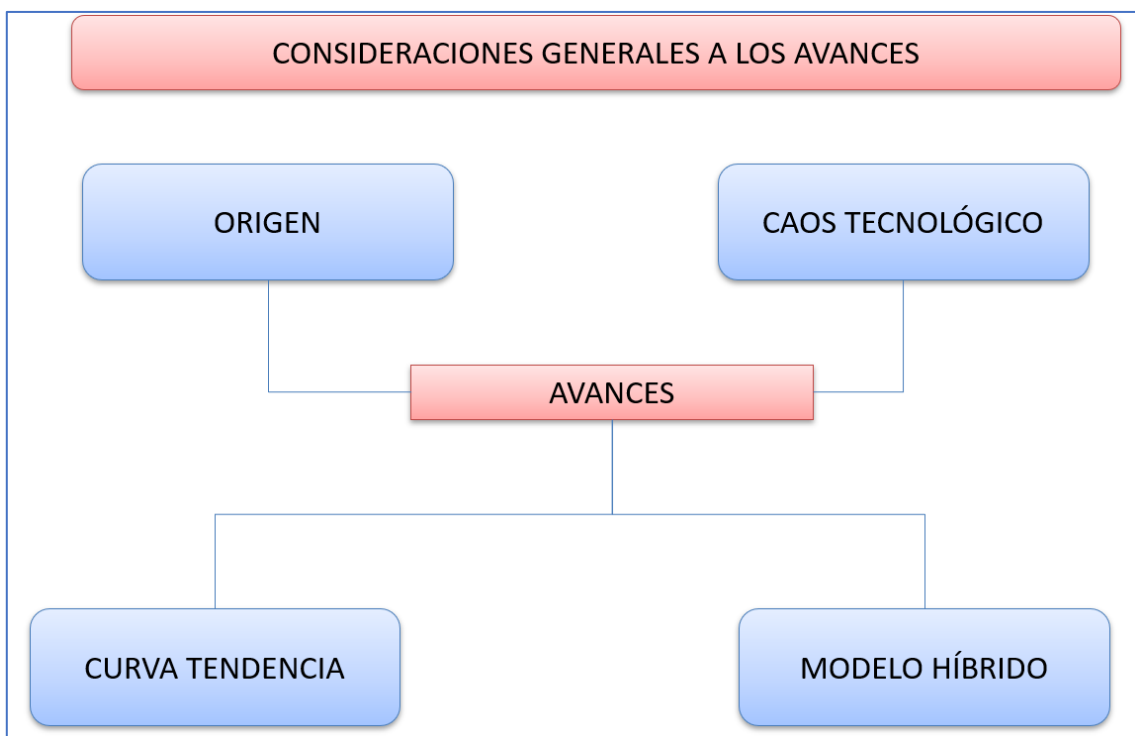 CONSIDERACIONES GENERALES A LOS AVANCES
ORIGEN
CAOS TECNOLÓGICO
AVANCES
CURVA TENDENCIA
MODELO HÍBRIDO